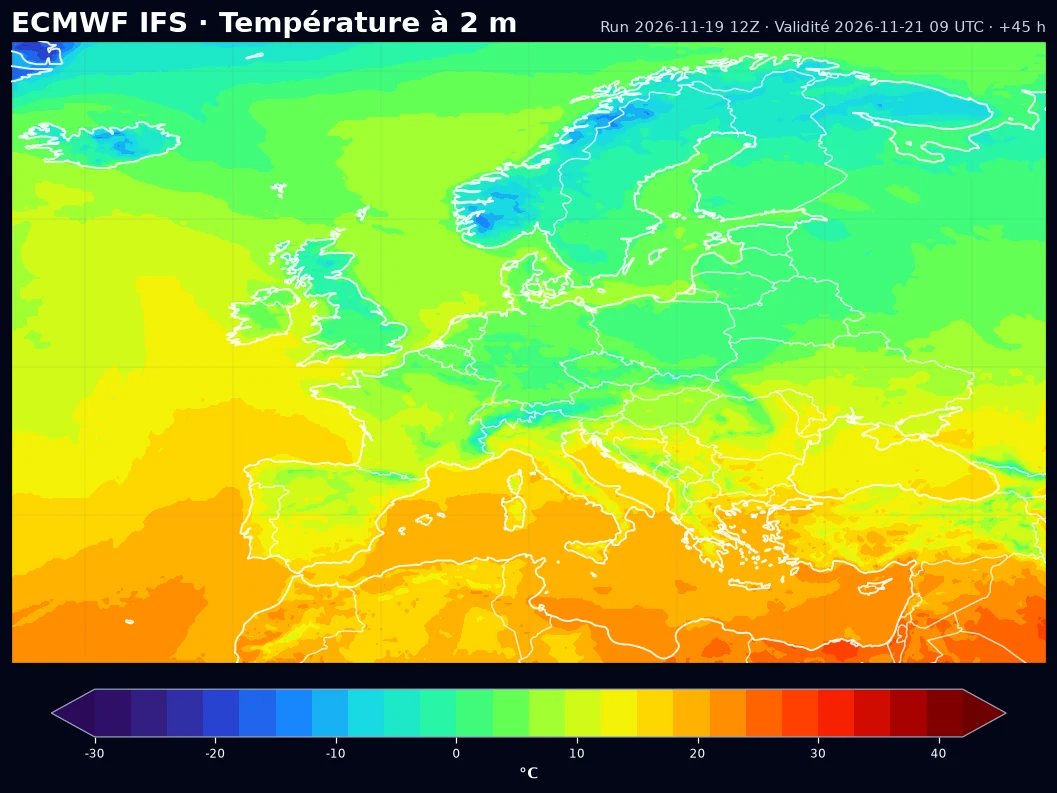 ECMWF IFS · Température à 2 m
Run 2026-11-19 12Z · Validité 2026-11-21 09 UTC · +45 h
-30 -20 -10 0 10 20 30 40
°C